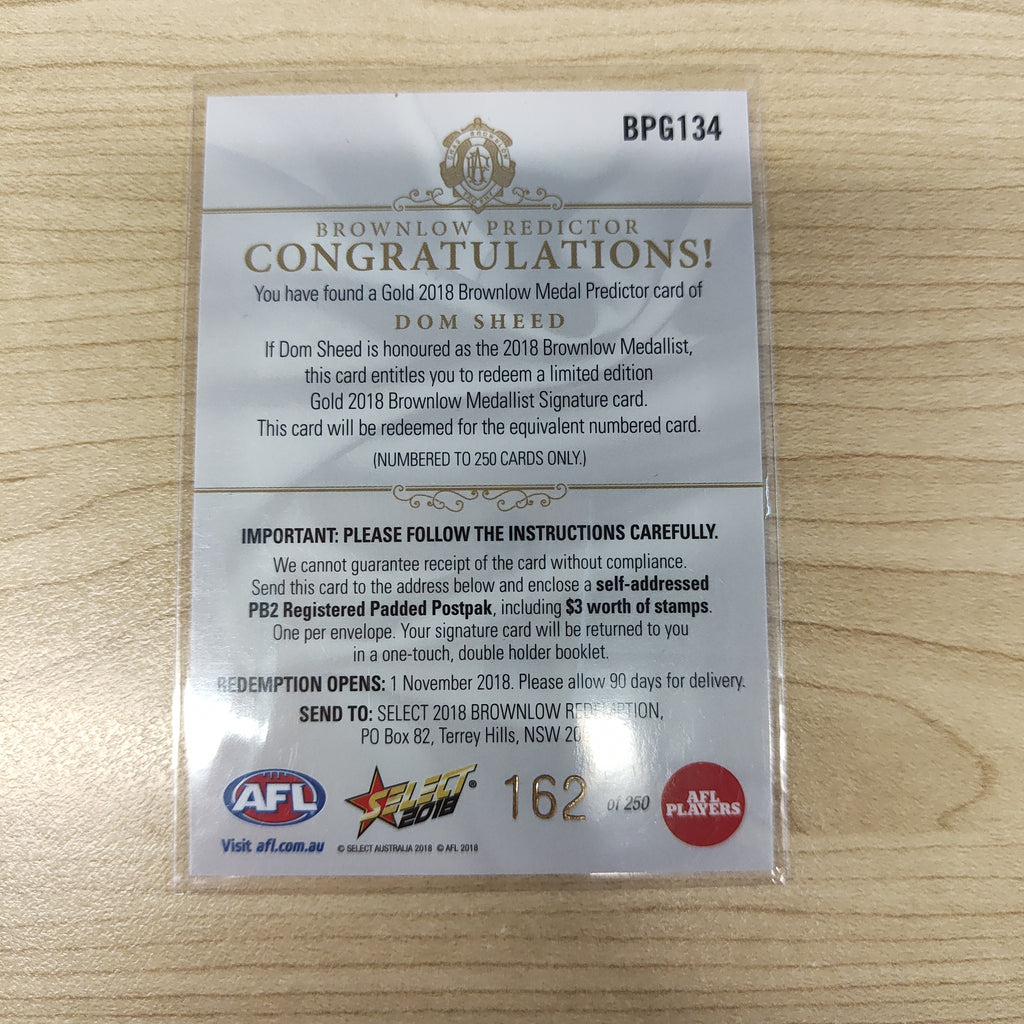 BPG134
BROWNLOW PREDICTOR
CONGRATULATIONS!
You have found a Gold 2018 Brownlow Medal Predictor card of
DOM SHEED
If Dom Sheed is honoured as the 2018 Brownlow Medallist,
this card entitles you to redeem a limited edition
Gold 2018 Brownlow Medallist Signature card.
This card will be redeemed for the equivalent numbered card.
(NUMBERED TO 250 CARDS ONLY.)
IMPORTANT: PLEASE FOLLOW THE INSTRUCTIONS CAREFULLY.
We cannot guarantee receipt of the card without compliance.
Send this card to the address below and enclose a self-addressed
PB2 Registered Padded Postpak, including $3 worth of stamps.
One per envelope. Your signature card will be returned to you
in a one-touch, double holder booklet.
REDEMPTION OPENS: 1 November 2018. Please allow 90 days for delivery.
SEND TO: SELECT 2018 BROWNLOW REDEMPTION,
PO Box 82, Terrey Hills, NSW
AFL
SELECT 2018 ®
162 of 250
AFL PLAYERS
Visit afl.com.au
© SELECT AUSTRALIA 2018 © AFL 2018